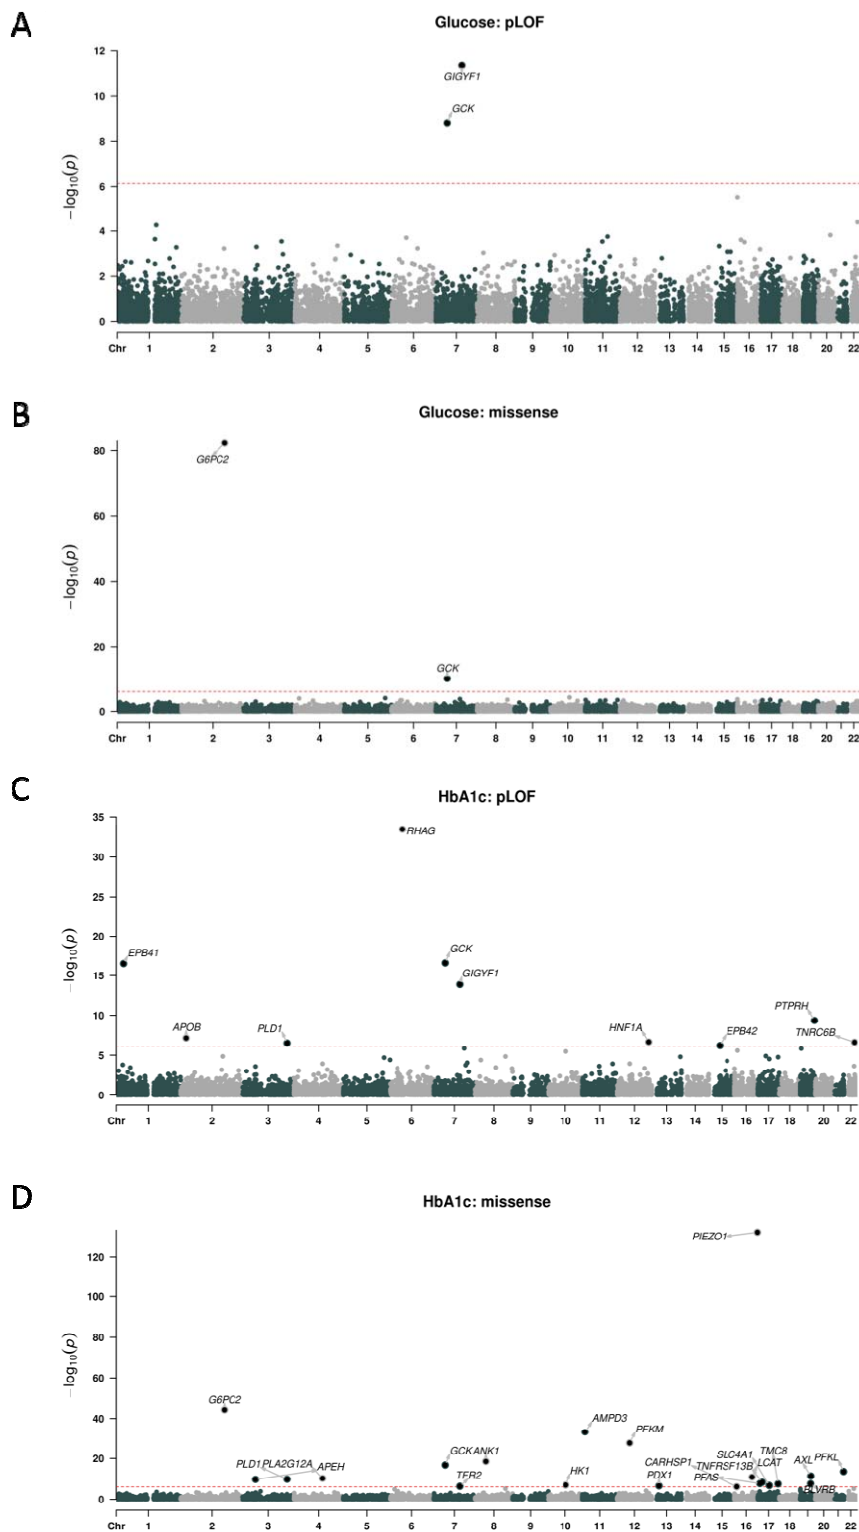 A
Glucose: pLOF
−log10(p)
12
GIGYF1
10
GCK
8
6
4
2
0
Chr 1 2 3 4 5 6 7 8 9 10 11 12 13 14 15 16 17 18 20 22
B
Glucose: missense
−log10(p)
80
G6PC2
60
40
20
GCK
0
Chr 1 2 3 4 5 6 7 8 9 10 11 12 13 14 15 16 17 18 20 22
C
HbA1c: pLOF
−log10(p)
35
RHAG
30
25
20
EPB41
GCK
15
GIGYF1
10
PTPRH
APOB
PLD1
HNF1A
EPB42
TNRC6B
5
0
Chr 1 2 3 4 5 6 7 8 9 10 11 12 13 14 15 16 17 18 20 22
D
HbA1c: missense
−log10(p)
PIEZO1
120
100
80
60
G6PC2
40
AMPD3
PFKM
20
PLD1 PLA2G12A APEH
GCK ANK1
TFR2
HK1
CARHSP1
PDX1
SLC4A1
TNFRSF13B
LCAT
TMC8
PFAS
AXL PFKL
BLVRB
0
Chr 1 2 3 4 5 6 7 8 9 10 11 12 13 14 15 16 17 18 20 22